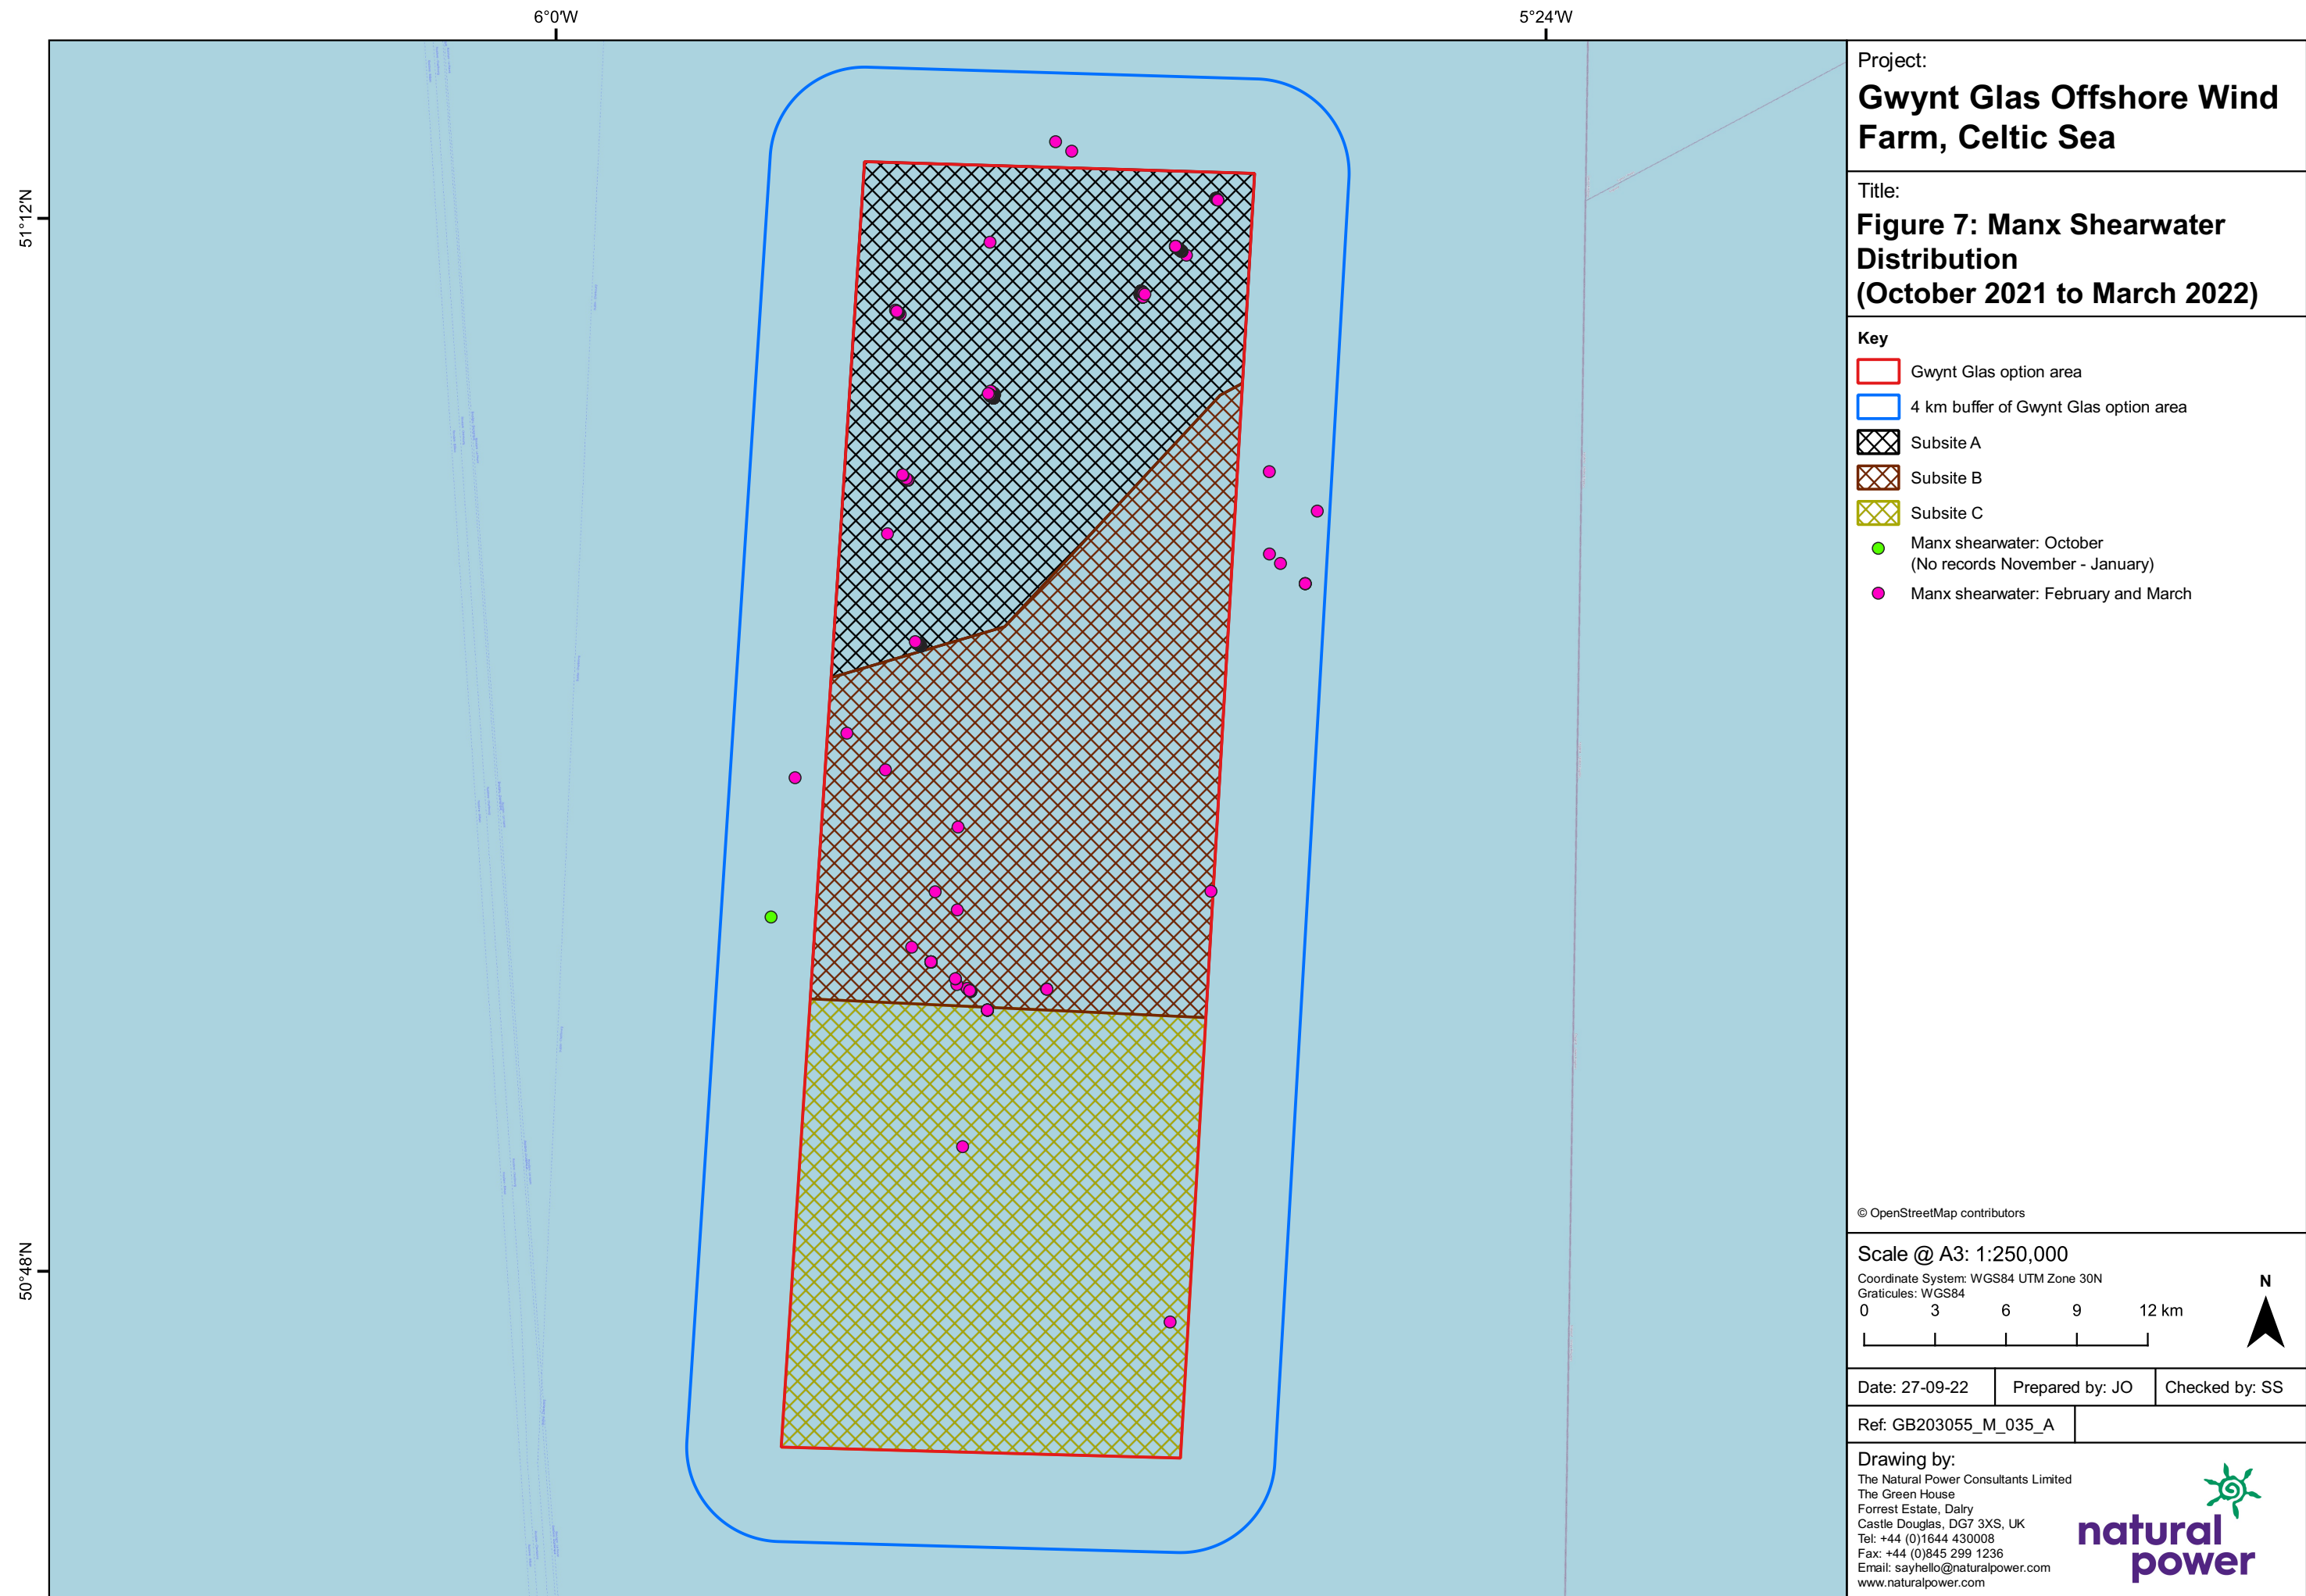 6°0'W
5°24'W
51°12'N
50°48'N
Project:
Gwynt Glas Offshore Wind
Farm, Celtic Sea
Title:
Figure 7: Manx Shearwater
Distribution
(October 2021 to March 2022)
Key
Gwynt Glas option area
4 km buffer of Gwynt Glas option area
Subsite A
Subsite B
Subsite C
Manx shearwater: October
(No records November - January)
Manx shearwater: February and March
© OpenStreetMap contributors
Scale @ A3: 1:250,000
Coordinate System: WGS84 UTM Zone 30N
Graticules: WGS84
0 3 6 9 12 km
N
Date: 27-09-22
Prepared by: JO
Checked by: SS
Ref: GB203055_M_035_A
Drawing by:
The Natural Power Consultants Limited
The Green House
Forrest Estate, Dalry
Castle Douglas, DG7 3XS, UK
Tel: +44 (0)1644 430008
Fax: +44 (0)845 299 1236
Email: sayhello@naturalpower.com
www.naturalpower.com
natural
power